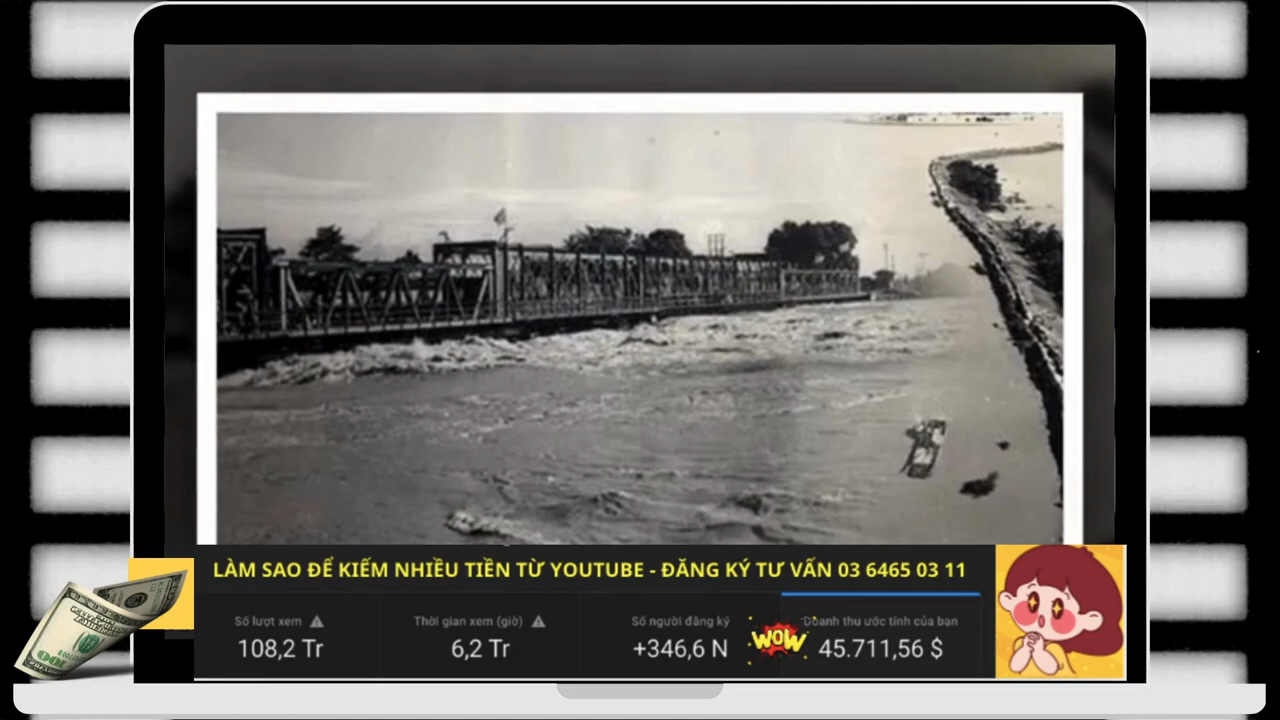 LÀM SAO ĐỂ KIẾM NHIỀU TIỀN TỪ YOUTUBE - ĐĂNG KÝ TƯ VẤN 03 6465 03 11
Số lượt xem
Thời gian xem (giờ)
Số người đăng ký
Doanh thu ước tính của bạn
108,2 Tr
6,2 Tr
+346,6 N
WOW
45.711,56 $
100